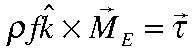 ρfk̂ × M⃗_E = τ⃗